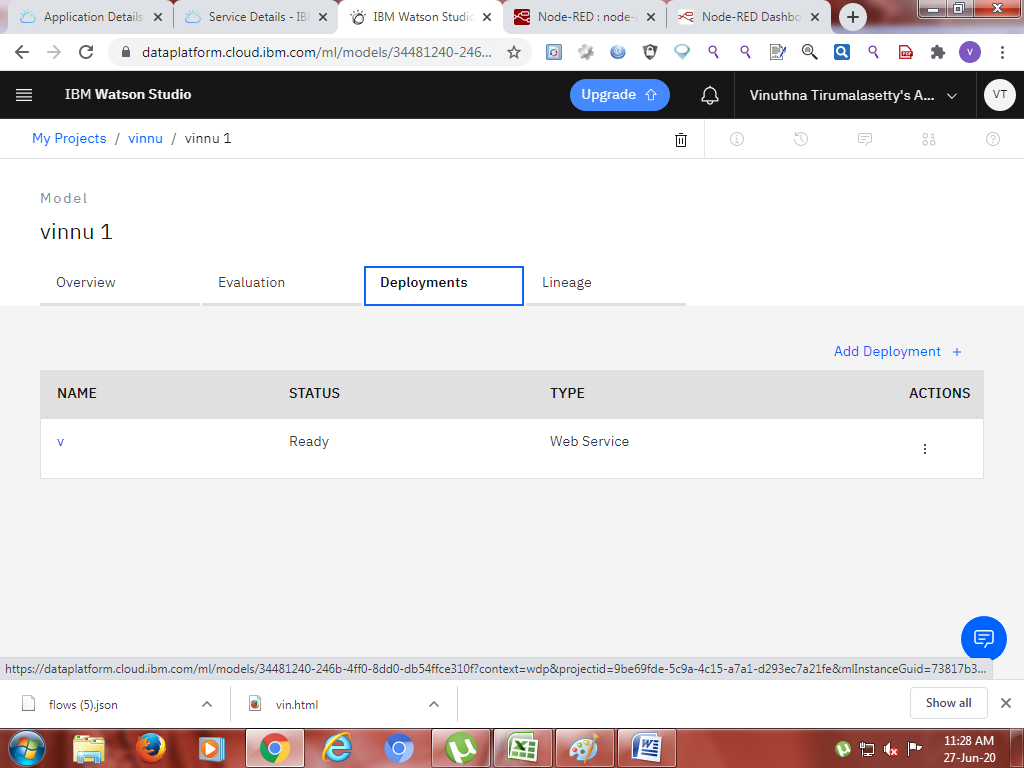 Application Details
Service Details - IB
IBM Watson Studio
Node-RED : node-
Node-RED Dashbo
dataplatform.cloud.ibm.com/ml/models/34481240-246...
V
IBM Watson Studio
Upgrade
Vinuthna Tirumalasetty's A...
VT
My Projects / vinnu / vinnu 1
Model
vinnu 1
Overview
Evaluation
Deployments
Lineage
Add Deployment +
NAME
STATUS
TYPE
ACTIONS
v
Ready
Web Service
https://dataplatform.cloud.ibm.com/ml/models/34481240-246b-4ff0-8dd0-db54ffce310f?context=wdp&projectid=9be69fde-5c9a-4c15-a7a1-d293ec7a21fe&mlInstanceGuid=73817b3...
flows (5).json
vin.html
Show all
11:28 AM
27-Jun-20